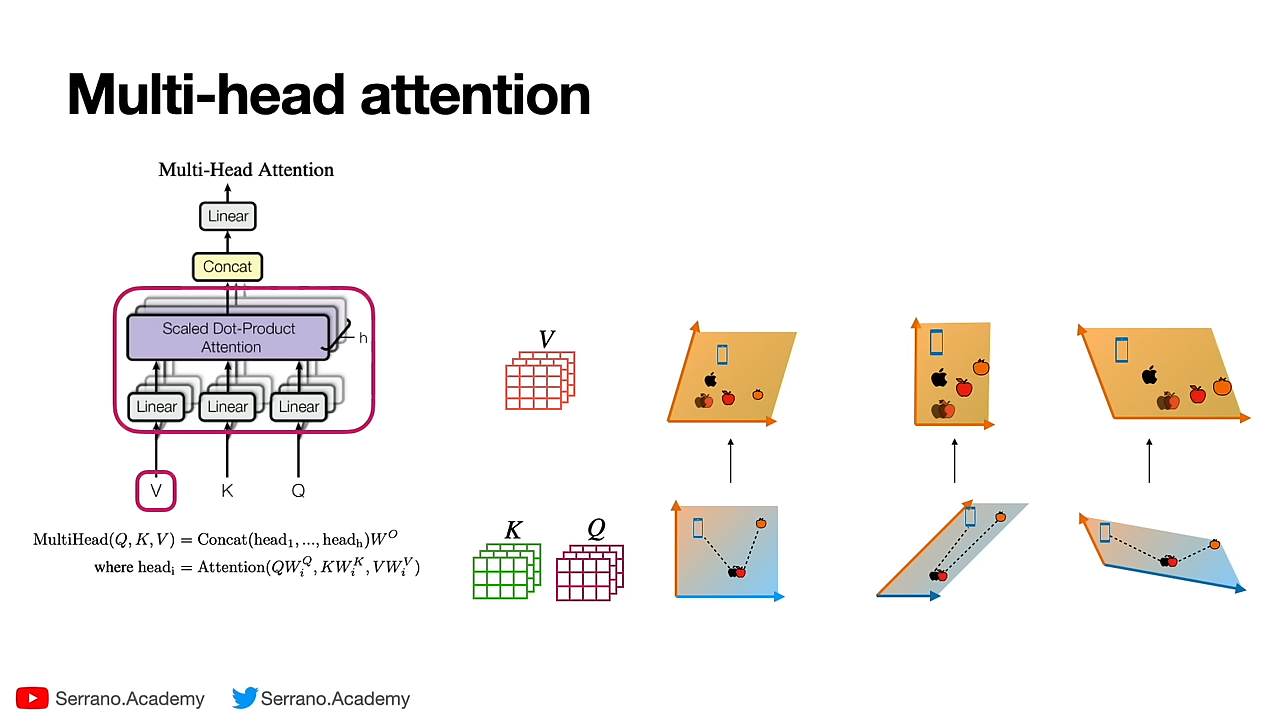 Multi-head attention
Multi-Head Attention
Linear
Concat
Scaled Dot-Product
Attention
h
Linear Linear Linear
V K Q
MultiHead(Q, K, V) = Concat(head₁, ..., headₕ)Wᴼ
where headᵢ = Attention(QWᵢ^Q, KWᵢ^K, VWᵢ^V)
V
K Q
Serrano.Academy Serrano.Academy